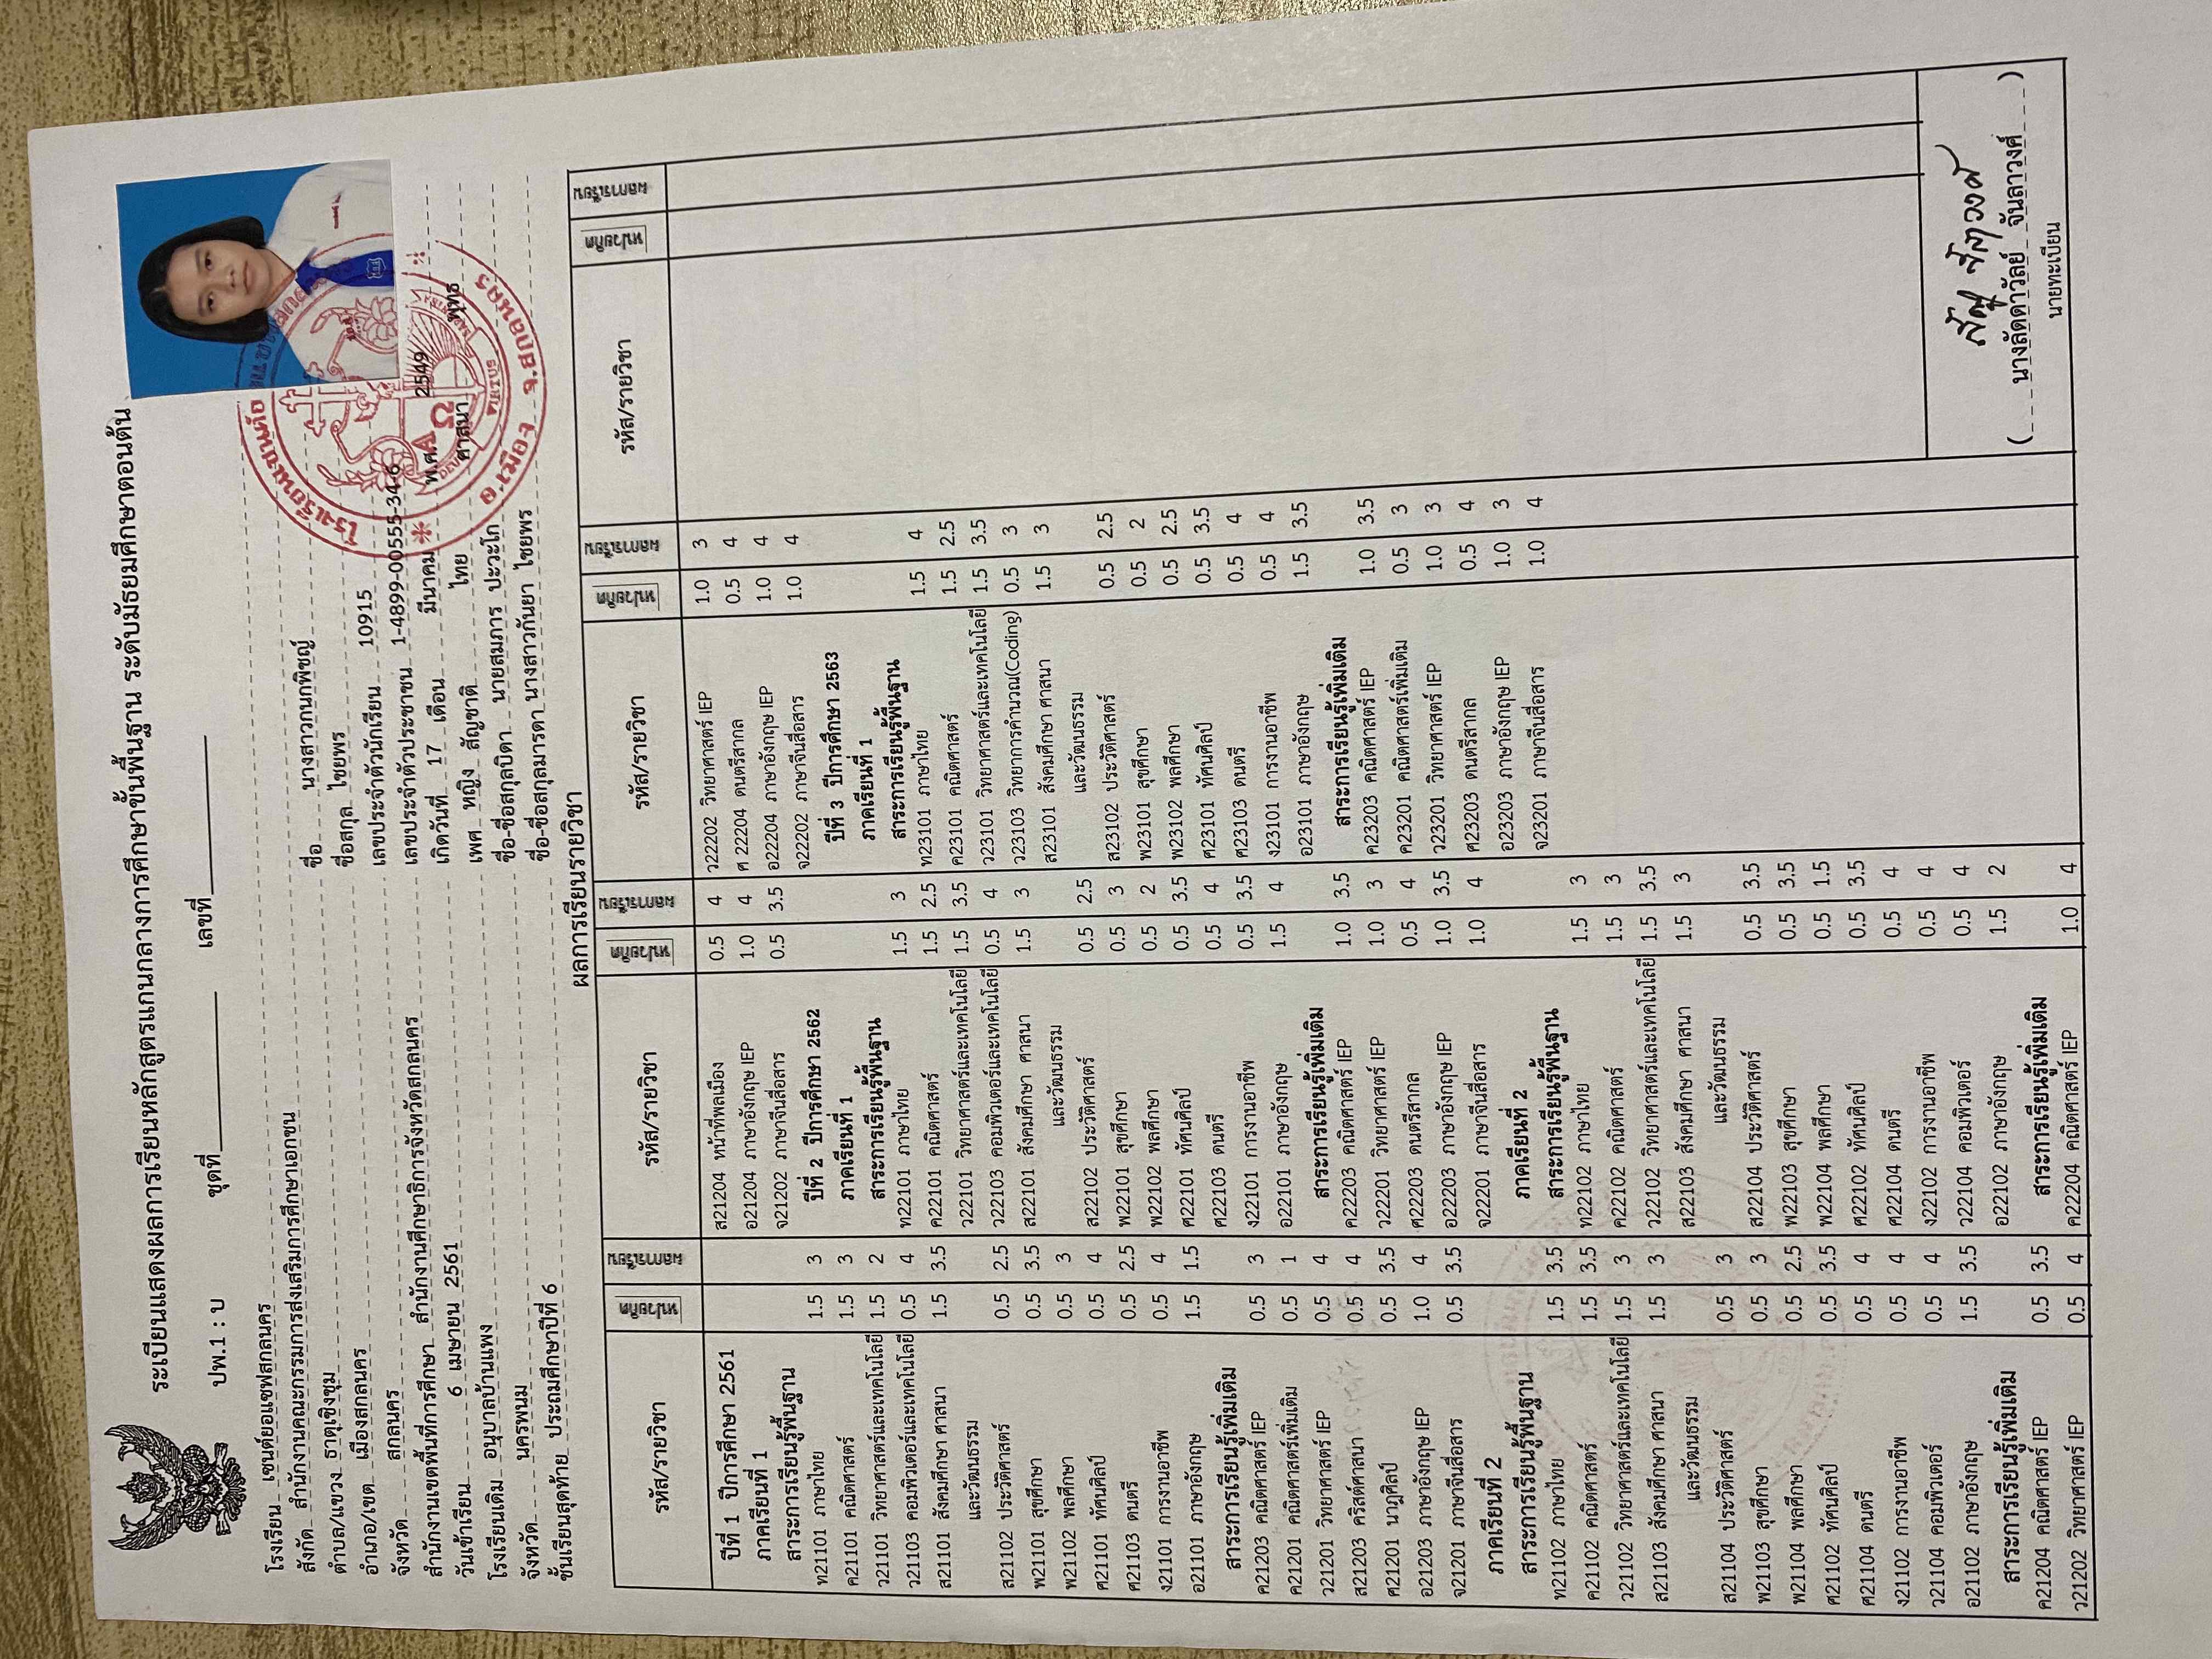 ระเบียนแสดงผลการเรียนหลักสูตรแกนกลางการศึกษาขั้นพื้นฐาน ระดับมัธยมศึกษาตอนต้น
ปพ.1 : บ ชุดที่ เลขที่
โรงเรียน เซนต์ยอแซฟสกลนคร
สังกัด สำนักงานคณะกรรมการส่งเสริมการศึกษาเอกชน
ตำบล/แขวง ธาตุเชิงชุม
อำเภอ/เขต เมืองสกลนคร
จังหวัด สกลนคร
สำนักงานเขตพื้นที่การศึกษา สำนักงานศึกษาธิการจังหวัดสกลนคร
วันเข้าเรียน 6 เมษายน 2561
โรงเรียนเดิม อนุบาลบ้านแพง
จังหวัด นครพนม
ชั้นเรียนสุดท้าย ประถมศึกษาปีที่ 6
ชื่อ นางสาวกนกพิชญ์
ชื่อสกุล ไชยพร
เลขประจำตัวนักเรียน 10915
เลขประจำตัวประชาชน 1-4899-00555-34-6
เกิดวันที่ 17 เดือน มีนาคม พ.ศ. 2549
เพศ หญิง สัญชาติ ไทย ศาสนา พุทธ
ชื่อ-ชื่อสกุลบิดา นายสมภาร ปะวะโก
ชื่อ-ชื่อสกุลมารดา นางสาวกันยา ไชยพร
โรงเรียนเซนต์ยอแซฟสกลนคร
อ.เมือง จ.สกลนคร
DEUS VIRTUS
Α Ω
ผลการเรียนรายวิชา
รหัส/รายวิชา หน่วยกิต ผลการเรียน
ปีที่ 1 ปีการศึกษา 2561
ภาคเรียนที่ 1
สาระการเรียนรู้พื้นฐาน
ท21101 ภาษาไทย 1.5 3
ค21101 คณิตศาสตร์ 1.5 3
ว21101 วิทยาศาสตร์และเทคโนโลยี 1.5 2
ว21103 คอมพิวเตอร์และเทคโนโลยี 0.5 4
ส21101 สังคมศึกษา ศาสนา 1.5 3.5
และวัฒนธรรม
ส21102 ประวัติศาสตร์ 0.5 2.5
พ21101 สุขศึกษา 0.5 3.5
พ21102 พลศึกษา 0.5 3
ศ21101 ทัศนศิลป์ 0.5 4
ศ21103 ดนตรี 0.5 2.5
ง21101 การงานอาชีพ 0.5 4
อ21101 ภาษาอังกฤษ 1.5 1.5
สาระการเรียนรู้เพิ่มเติม
ค21203 คณิตศาสตร์ IEP 0.5 3
ค21201 คณิตศาสตร์เพิ่มเติม 0.5 1
ว21201 วิทยาศาสตร์ IEP 0.5 4
ส21203 คริสต์ศาสนา 0.5 4
ศ21201 นาฏศิลป์ 0.5 3.5
อ21203 ภาษาอังกฤษ IEP 1.0 4
จ21201 ภาษาจีนสื่อสาร 0.5 3.5
ภาคเรียนที่ 2
สาระการเรียนรู้พื้นฐาน
ท21102 ภาษาไทย 1.5 3.5
ค21102 คณิตศาสตร์ 1.5 3.5
ว21102 วิทยาศาสตร์และเทคโนโลยี 1.5 3
ส21103 สังคมศึกษา ศาสนา 1.5 3
และวัฒนธรรม
ส21104 ประวัติศาสตร์ 0.5 3
พ21103 สุขศึกษา 0.5 3
พ21104 พลศึกษา 0.5 2.5
ศ21102 ทัศนศิลป์ 0.5 3.5
ศ21104 ดนตรี 0.5 4
ง21102 การงานอาชีพ 0.5 4
ว21104 คอมพิวเตอร์ 0.5 4
อ21102 ภาษาอังกฤษ 1.5 3.5
สาระการเรียนรู้เพิ่มเติม
ค21204 คณิตศาสตร์ IEP 0.5 3.5
ว21202 วิทยาศาสตร์ IEP 0.5 4
รหัส/รายวิชา หน่วยกิต ผลการเรียน
ส21204 หน้าที่พลเมือง 0.5 4
อ21204 ภาษาอังกฤษ IEP 1.0 4
จ21202 ภาษาจีนสื่อสาร 0.5 3.5
ปีที่ 2 ปีการศึกษา 2562
ภาคเรียนที่ 1
สาระการเรียนรู้พื้นฐาน
ท22101 ภาษาไทย 1.5 3
ค22101 คณิตศาสตร์ 1.5 2.5
ว22101 วิทยาศาสตร์และเทคโนโลยี 1.5 3.5
ว22103 คอมพิวเตอร์และเทคโนโลยี 0.5 4
ส22101 สังคมศึกษา ศาสนา 1.5 3
และวัฒนธรรม
ส22102 ประวัติศาสตร์ 0.5 2.5
พ22101 สุขศึกษา 0.5 3
พ22102 พลศึกษา 0.5 2
ศ22101 ทัศนศิลป์ 0.5 3.5
ศ22103 ดนตรี 0.5 4
ง22101 การงานอาชีพ 0.5 3.5
อ22101 ภาษาอังกฤษ 1.5 4
สาระการเรียนรู้เพิ่มเติม
ค22203 คณิตศาสตร์ IEP 1.0 3.5
ว22201 วิทยาศาสตร์ IEP 1.0 3
ศ22203 ดนตรีสากล 0.5 4
อ22203 ภาษาอังกฤษ IEP 1.0 3.5
จ22201 ภาษาจีนสื่อสาร 1.0 4
ภาคเรียนที่ 2
สาระการเรียนรู้พื้นฐาน
ท22102 ภาษาไทย 1.5 3
ค22102 คณิตศาสตร์ 1.5 3
ว22102 วิทยาศาสตร์และเทคโนโลยี 1.5 3.5
ส22103 สังคมศึกษา ศาสนา 1.5 3
และวัฒนธรรม
ส22104 ประวัติศาสตร์ 0.5 3.5
พ22103 สุขศึกษา 0.5 3.5
พ22104 พลศึกษา 0.5 1.5
ศ22102 ทัศนศิลป์ 0.5 3.5
ศ22104 ดนตรี 0.5 4
ง22102 การงานอาชีพ 0.5 4
ว22104 คอมพิวเตอร์ 0.5 4
อ22102 ภาษาอังกฤษ 1.5 2
สาระการเรียนรู้เพิ่มเติม
ค22204 คณิตศาสตร์ IEP 1.0 4
รหัส/รายวิชา หน่วยกิต ผลการเรียน
ว22202 วิทยาศาสตร์ IEP 1.0 3
ศ 22204 ดนตรีสากล 0.5 4
อ22204 ภาษาอังกฤษ IEP 1.0 4
จ22202 ภาษาจีนสื่อสาร 1.0 4
ปีที่ 3 ปีการศึกษา 2563
ภาคเรียนที่ 1
สาระการเรียนรู้พื้นฐาน
ท23101 ภาษาไทย 1.5 4
ค23101 คณิตศาสตร์ 1.5 2.5
ว23101 วิทยาศาสตร์และเทคโนโลยี 1.5 3.5
ว23103 วิทยาการคำนวณ(Coding) 0.5 3
ส23101 สังคมศึกษา ศาสนา 1.5 3
และวัฒนธรรม
ส23102 ประวัติศาสตร์ 0.5 2.5
พ23101 สุขศึกษา 0.5 2
พ23102 พลศึกษา 0.5 2.5
ศ23101 ทัศนศิลป์ 0.5 3.5
ศ23103 ดนตรี 0.5 4
ง23101 การงานอาชีพ 0.5 4
อ23101 ภาษาอังกฤษ 1.5 3.5
สาระการเรียนรู้เพิ่มเติม
ค23203 คณิตศาสตร์ IEP 1.0 3.5
ค23201 คณิตศาสตร์เพิ่มเติม 0.5 3
ว23201 วิทยาศาสตร์ IEP 1.0 3
ศ23203 ดนตรีสากล 0.5 4
อ23203 ภาษาอังกฤษ IEP 1.0 3
จ23201 ภาษาจีนสื่อสาร 1.0 4
รหัส/รายวิชา หน่วยกิต ผลการเรียน
( นางลัดดาวัลย์ จันลาวงศ์ )
นายทะเบียน